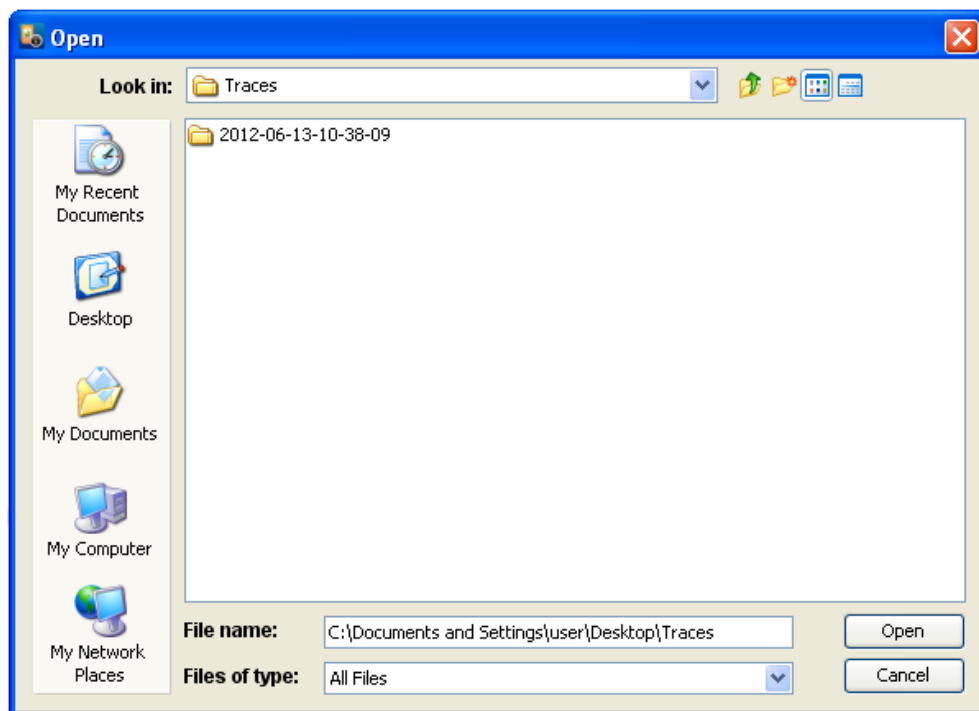 Open
Look in:
Traces
2012-06-13-10-38-09
My Recent
Documents
Desktop
My Documents
My Computer
My Network
Places
File name:
C:\Documents and Settings\user\Desktop\Traces
Open
Files of type:
All Files
Cancel